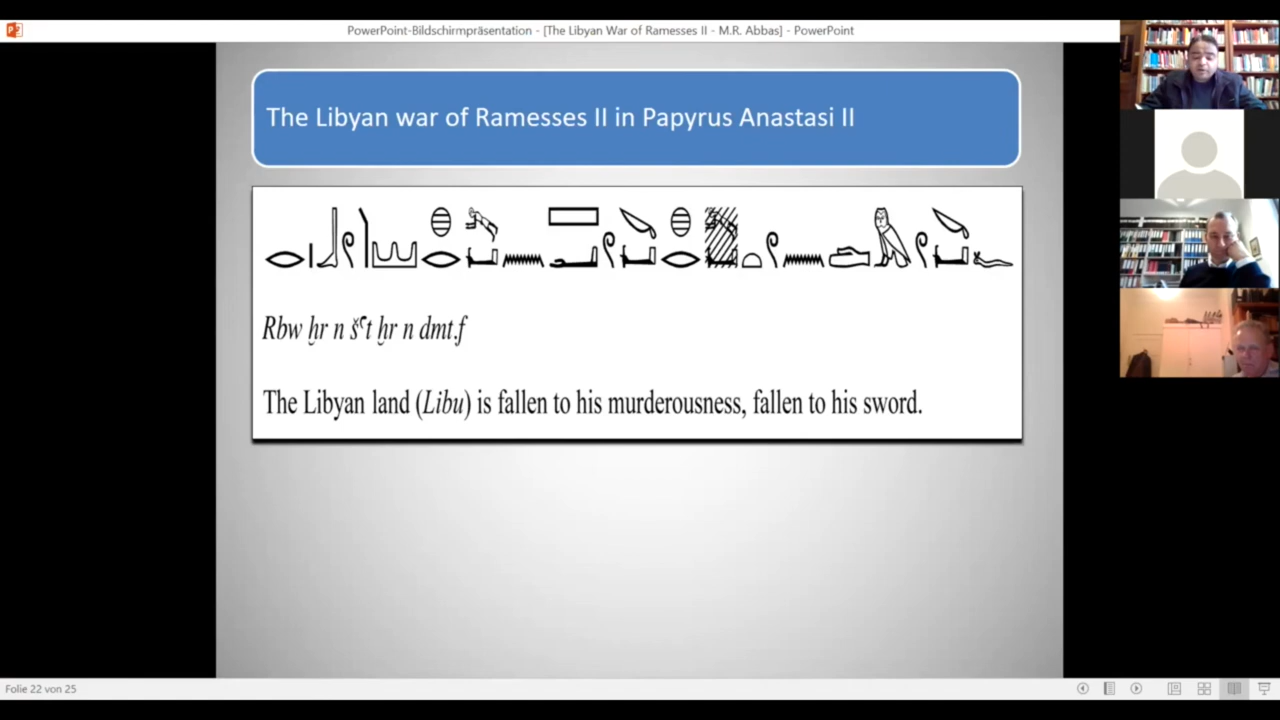 PowerPoint-Bildschirmpräsentation - [The Libyan War of Ramesses II - M.R. Abbas] - PowerPoint
The Libyan war of Ramesses II in Papyrus Anastasi II
Rbw ḫr n šꜥt ḫr n dmt.f
The Libyan land (Libu) is fallen to his murderousness, fallen to his sword.
Folie 22 von 25